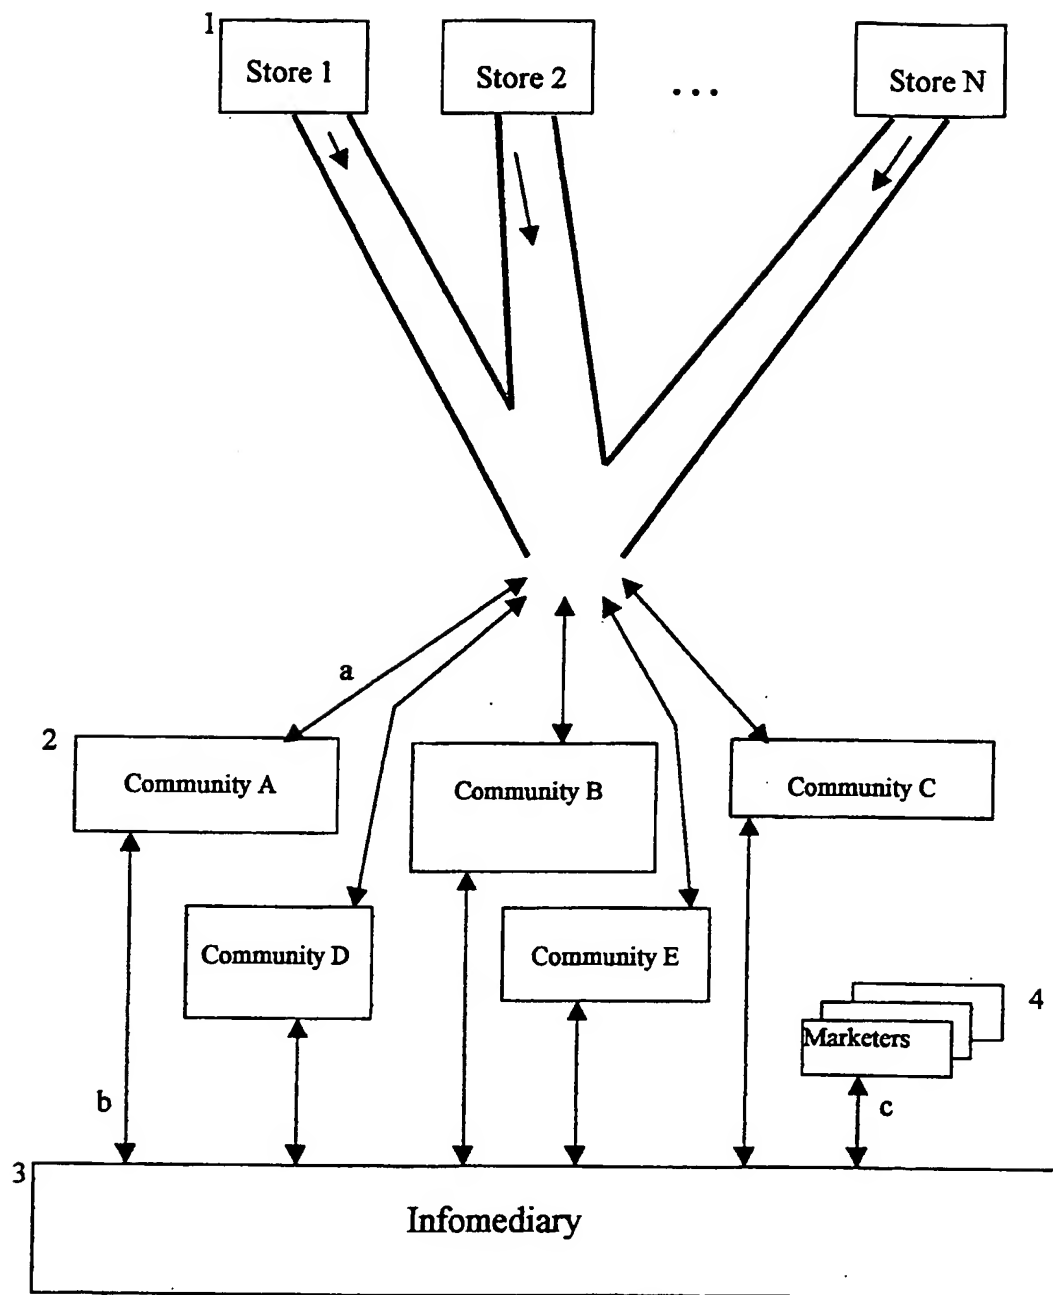 1
Store 1
Store 2
...
Store N
a
2
Community A
Community B
Community C
Community D
Community E
4
Marketers
b
c
3
Infomediary